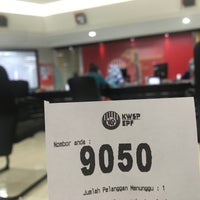 KWSP
EPF
Nombor anda :
9050
Jumlah Pelanggan Menunggu : 1